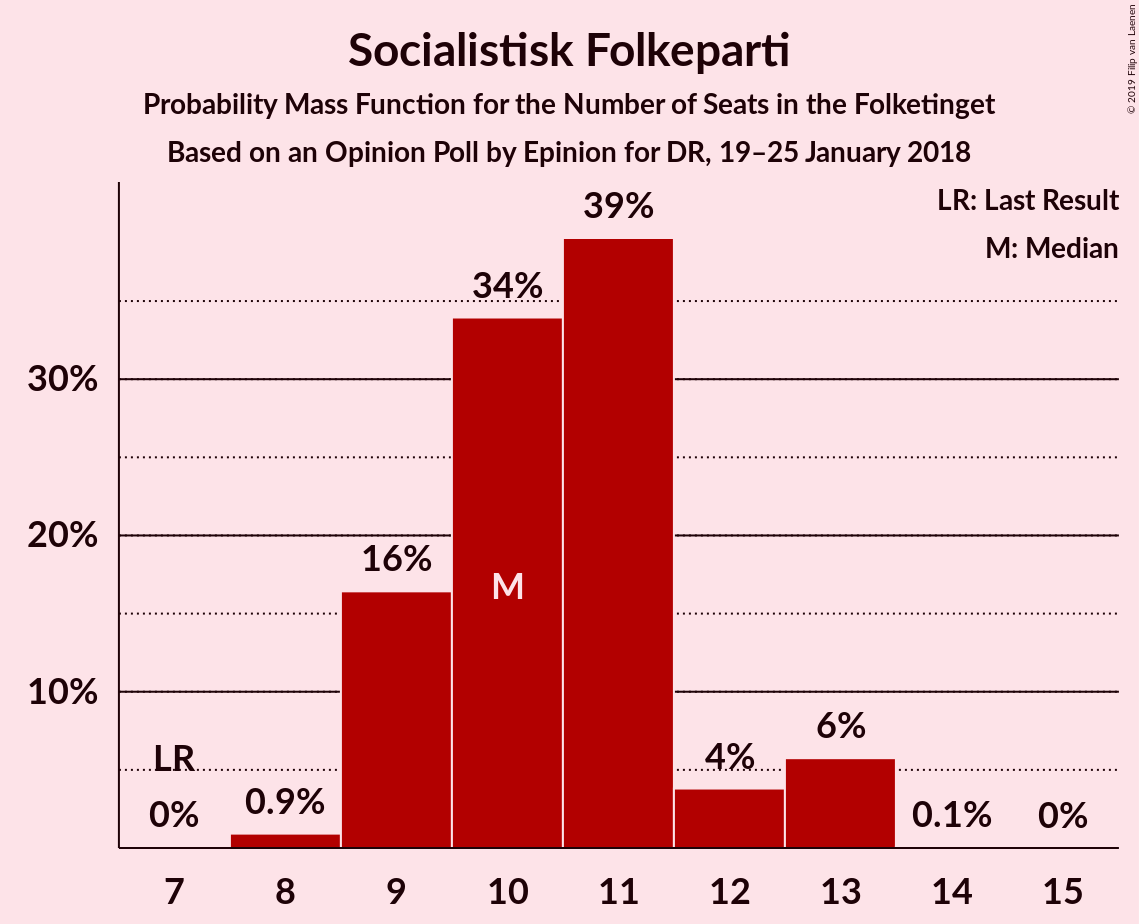 Socialistisk Folkeparti
Probability Mass Function for the Number of Seats in the Folketinget
Based on an Opinion Poll by Epinion for DR, 19–25 January 2018
© 2019 Filip van Laenen
LR: Last Result
M: Median
39%
34%
30%
20%
16%
M
10%
6%
LR
4%
0.9%
0%
0.1%
0%
7 8 9 10 11 12 13 14 15